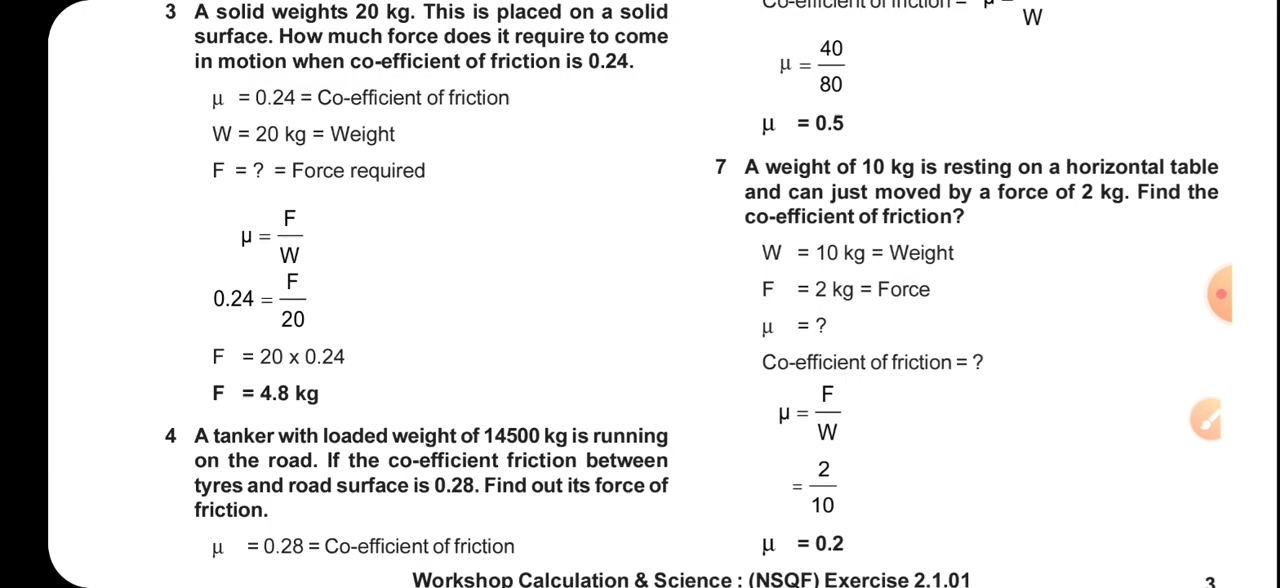 3 A solid weights 20 kg. This is placed on a solid
surface. How much force does it require to come
in motion when co-efficient of friction is 0.24.
μ = 0.24 = Co-efficient of friction
W = 20 kg = Weight
F = ? = Force required
μ = F
W
0.24 = F
20
F = 20 x 0.24
F = 4.8 kg
4 A tanker with loaded weight of 14500 kg is running
on the road. If the co-efficient friction between
tyres and road surface is 0.28. Find out its force of
friction.
μ = 0.28 = Co-efficient of friction
Co-efficient of friction = μ =
W
μ = 40
80
μ = 0.5
7 A weight of 10 kg is resting on a horizontal table
and can just moved by a force of 2 kg. Find the
co-efficient of friction?
W = 10 kg = Weight
F = 2 kg = Force
μ = ?
Co-efficient of friction = ?
μ = F
W
= 2
10
μ = 0.2
Workshop Calculation & Science : (NSQF) Exercise 2.1.01
3